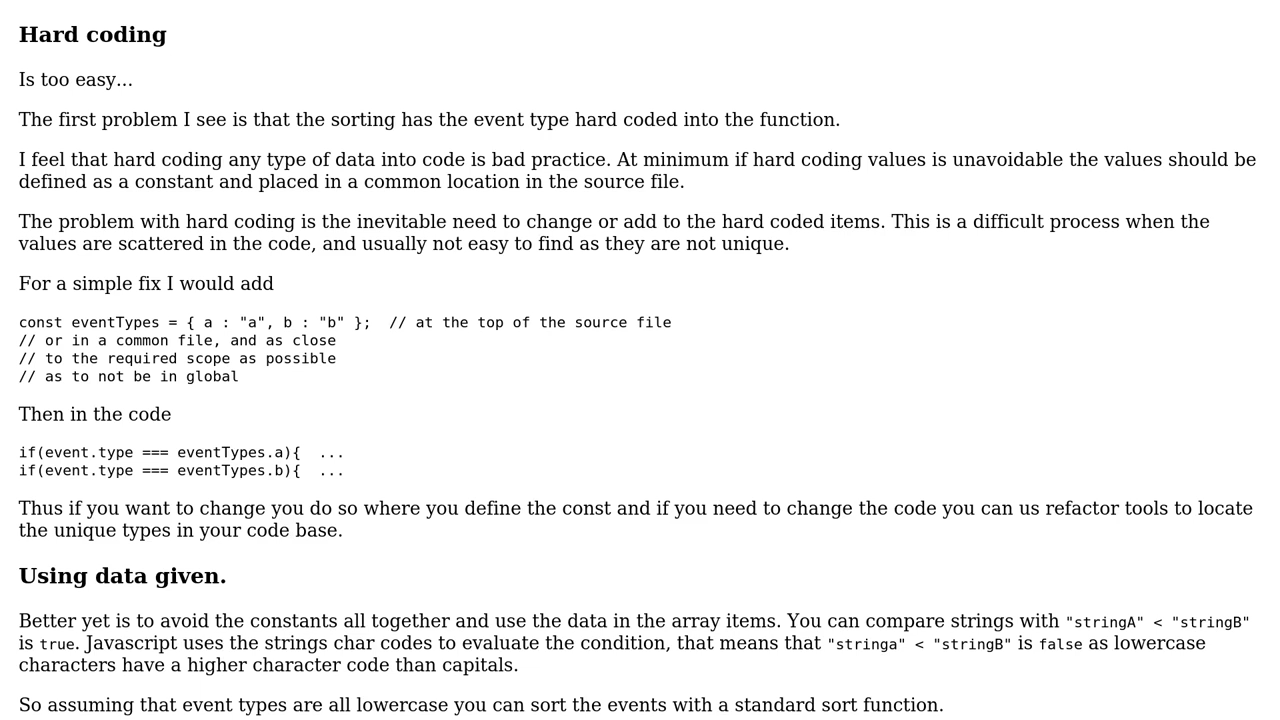 Hard coding
Is too easy...
The first problem I see is that the sorting has the event type hard coded into the function.
I feel that hard coding any type of data into code is bad practice. At minimum if hard coding values is unavoidable the values should be
defined as a constant and placed in a common location in the source file.
The problem with hard coding is the inevitable need to change or add to the hard coded items. This is a difficult process when the
values are scattered in the code, and usually not easy to find as they are not unique.
For a simple fix I would add
const eventTypes = { a : "a", b : "b" };  // at the top of the source file
// or in a common file, and as close
// to the required scope as possible
// as to not be in global
Then in the code
if(event.type === eventTypes.a){  ...
if(event.type === eventTypes.b){  ...
Thus if you want to change you do so where you define the const and if you need to change the code you can us refactor tools to locate
the unique types in your code base.
Using data given.
Better yet is to avoid the constants all together and use the data in the array items. You can compare strings with "stringA" < "stringB"
is true. Javascript uses the strings char codes to evaluate the condition, that means that "stringa" < "stringB" is false as lowercase
characters have a higher character code than capitals.
So assuming that event types are all lowercase you can sort the events with a standard sort function.